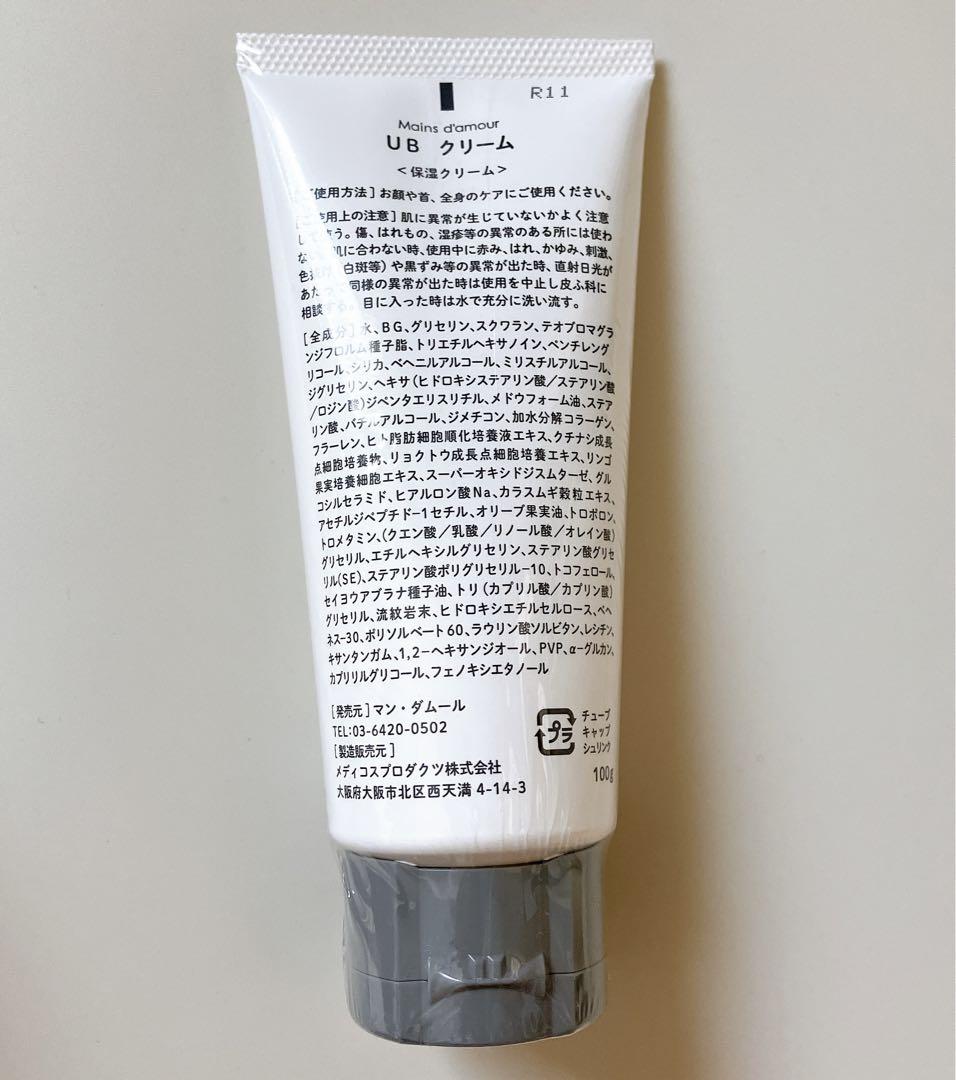 R11
Mains d'amour
UB クリーム
<保湿クリーム>
使用方法］お顔や首、全身のケアにご使用ください。
使用上の注意］肌に異常が生じていないかよく注意
して使う。傷、はれもの、湿疹等の異常のある所には使わ
ない 肌に合わない時、使用中に赤み、はれ、かゆみ、刺激、
色抜け(白斑等)や黒ずみ等の異常が出た時、直射日光が
あたって同様の異常が出た時は使用を中止し皮ふ科に
相談する。目に入った時は水で充分に洗い流す。
［全成分］水、BG、グリセリン、スクワラン、テオブロマグラ
ンジフロルム種子脂、トリエチルヘキサノイン、ペンチレング
リコール、シリカ、ベヘニルアルコール、ミリスチルアルコール、
ジグリセリン、ヘキサ(ヒドロキシステアリン酸／ステアリン酸
／ロジン酸)ジペンタエリスリチル、メドウフォーム油、ステア
リン酸、バチルアルコール、ジメチコン、加水分解コラーゲン、
フラーレン、ヒト脂肪細胞順化培養液エキス、クチナシ成長
点細胞培養物、リョクトウ成長点細胞培養エキス、リンゴ
果実培養細胞エキス、スーパーオキシドジスムターゼ、グル
コシルセラミド、ヒアルロン酸Na、カラスムギ穀粒エキス、
アセチルジペプチド-1セチル、オリーブ果実油、トロポロン、
トロメタミン、(クエン酸／乳酸／リノール酸／オレイン酸)
グリセリル、エチルヘキシルグリセリン、ステアリン酸グリセ
リル(SE)、ステアリン酸ポリグリセリル-10、トコフェロール、
セイヨウアブラナ種子油、トリ(カプリル酸／カプリン酸)
グリセリル、流紋岩末、ヒドロキシエチルセルロース、ベヘ
ネス-30、ポリソルベート60、ラウリン酸ソルビタン、レシチン、
キサンタンガム、1,2-ヘキサンジオール、PVP、α-グルカン、
カプリリルグリコール、フェノキシエタノール
［発売元］マン・ダムール
TEL:03-6420-0502
［製造販売元］
メディコスプロダクツ株式会社
大阪府大阪市北区西天満4-14-3
プラ
チューブ
キャップ
シュリンク
100g